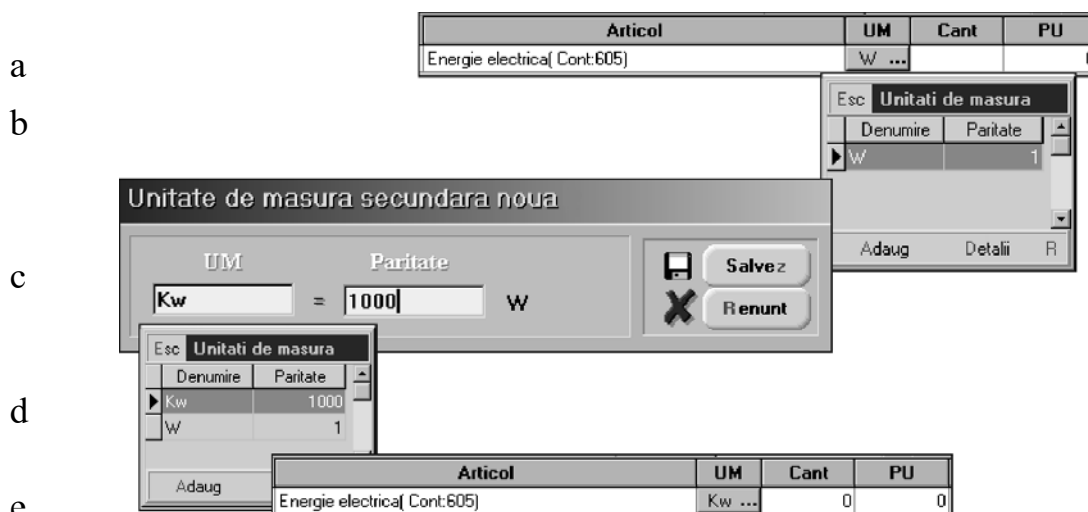 Articol UM Cant PU
a
Energie electrica( Cont:605) W ...
Esc Unitati de masura
b
Denumire Paritate
W 1
Unitate de masura secundara noua
Adaug Detalii R
UM Paritate
Salvez
c
Kw = 1000 W
Renunt
Esc Unitati de masura
Denumire Paritate
d
Kw 1000
W 1
Adaug
Articol UM Cant PU
e
Energie electrica( Cont:605) Kw ... 0 0